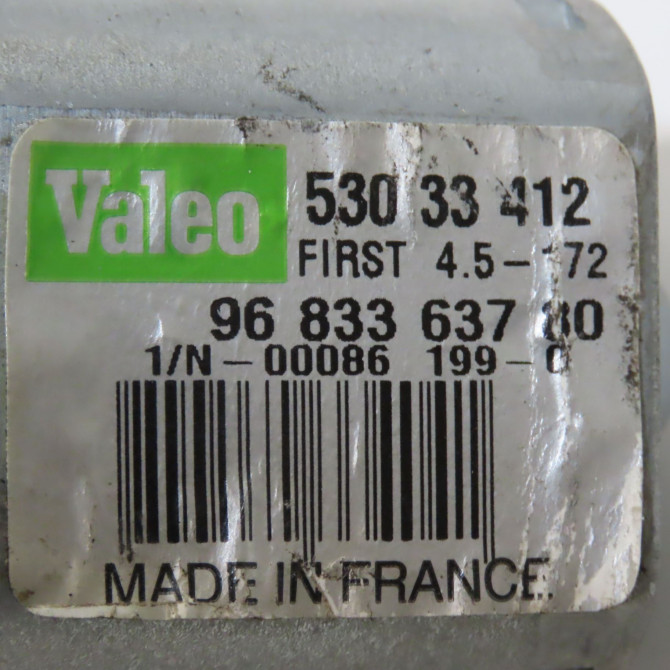 Valeo 530 33 412
FIRST 4.5-172
96 833 637 80
1/N-00086 199-0
MADE IN FRANCE.